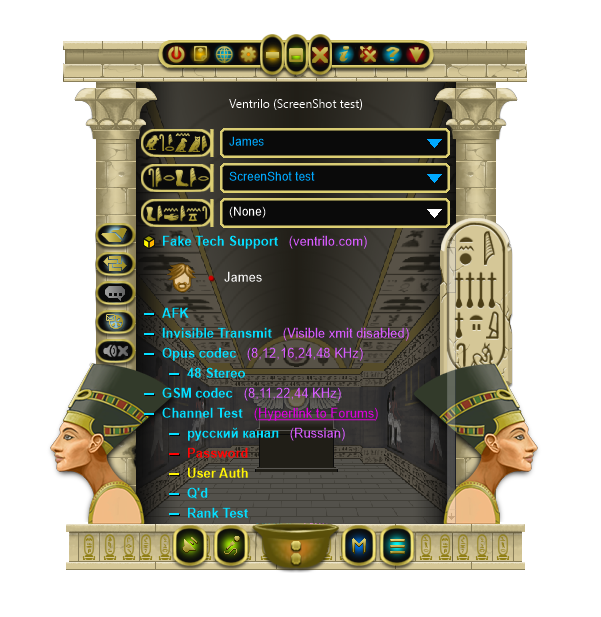 Ventrilo (ScreenShot test)
James
ScreenShot test
(None)
Fake Tech Support (ventrilo.com)
James
AFK
Invisible Transmit (Visible xmit disabled)
Opus codec (8,12,16,24,48 KHz)
48 Stereo
GSM codec (8,11,22,44 KHz)
Channel Test (Hyperlink to Forums)
русский канал (Russian)
Password
User Auth
Q'd
Rank Test